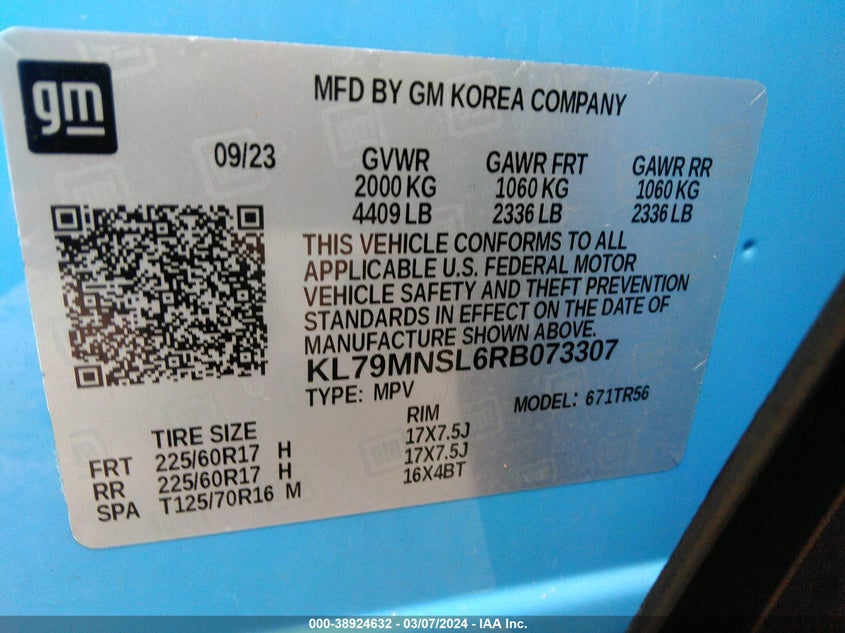 gm
MFD BY GM KOREA COMPANY
09/23
GVWR GAWR FRT GAWR RR
2000 KG 1060 KG 1060 KG
4409 LB 2336 LB 2336 LB
THIS VEHICLE CONFORMS TO ALL
APPLICABLE U.S. FEDERAL MOTOR
VEHICLE SAFETY AND THEFT PREVENTION
STANDARDS IN EFFECT ON THE DATE OF
MANUFACTURE SHOWN ABOVE.
KL79MNSL6RB073307
TYPE: MPV MODEL: 671TR56
TIRE SIZE RIM
FRT 225/60R17 H 17X7.5J
RR 225/60R17 H 17X7.5J
SPA T125/70R16 M 16X4BT
000-38924632 - 03/07/2024 - IAA Inc.